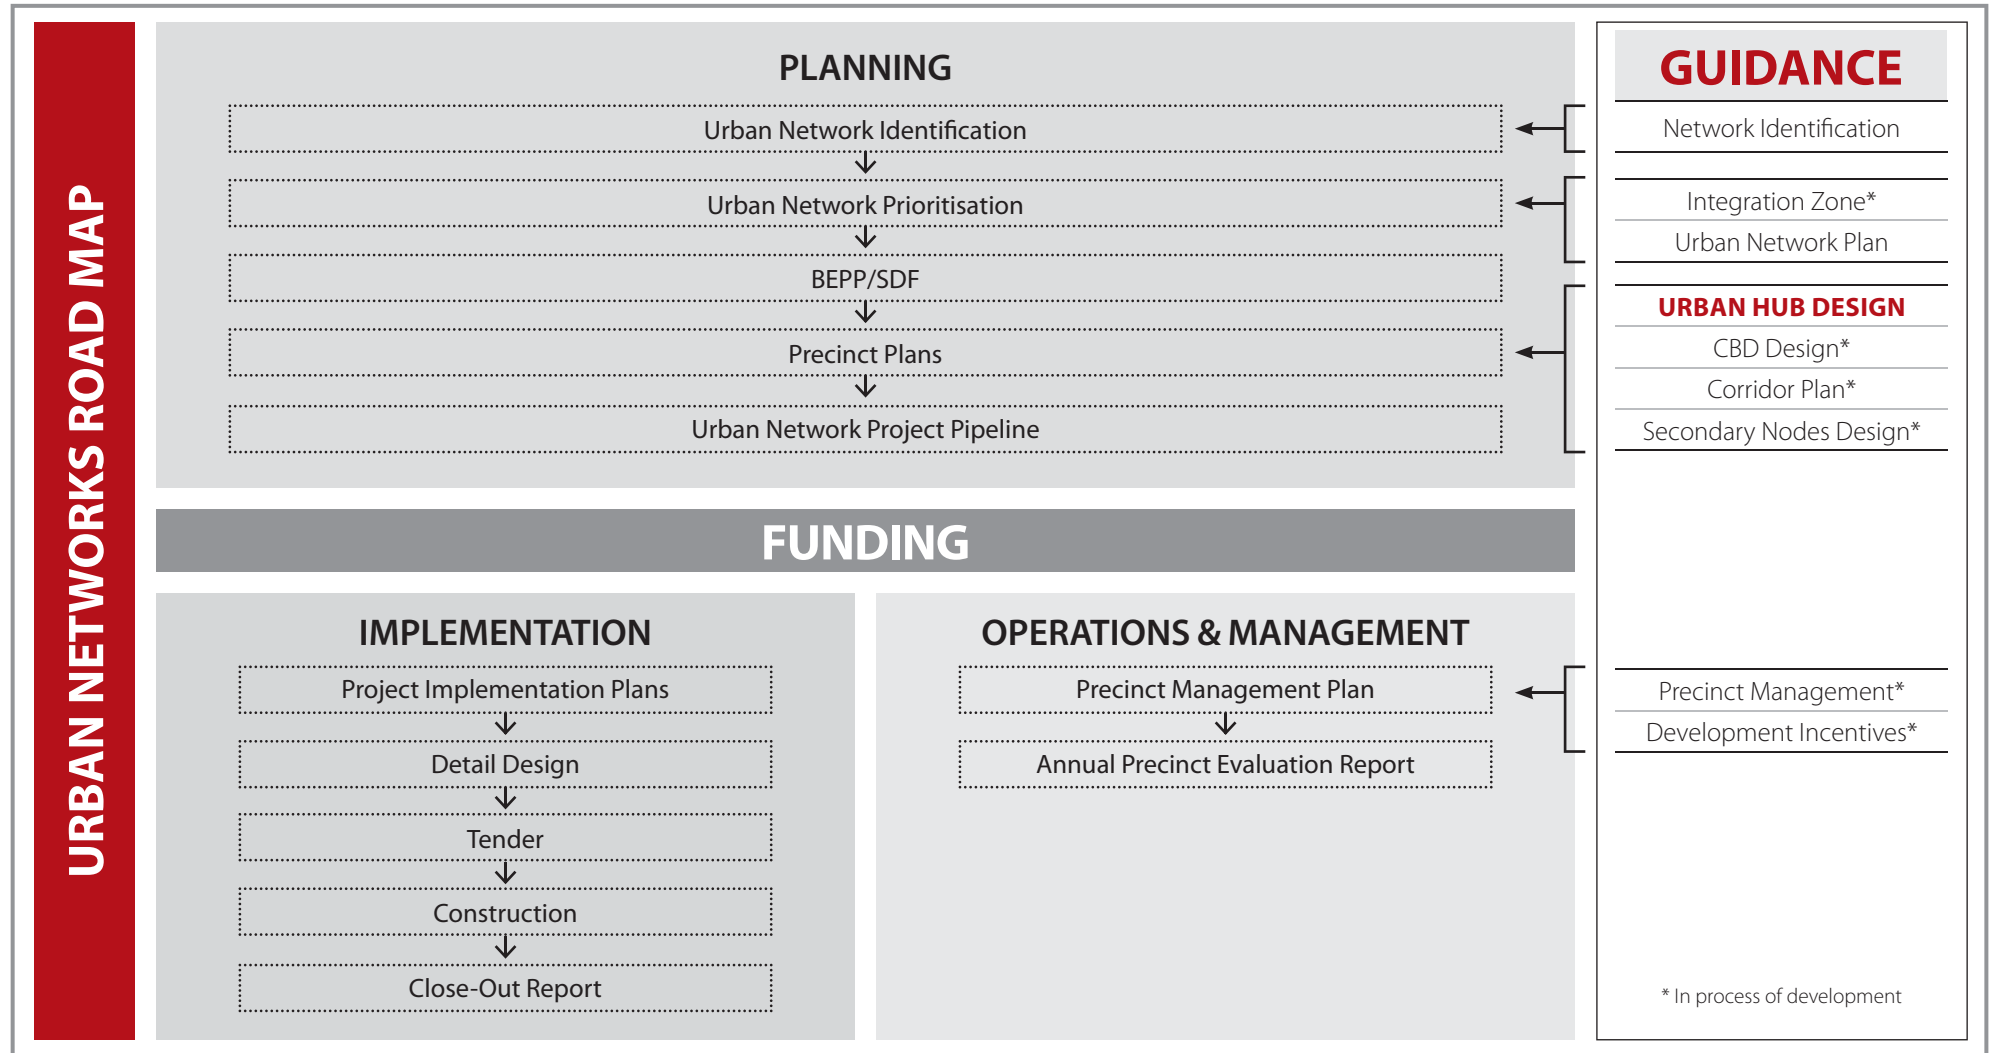 URBAN NETWORKS ROAD MAP
PLANNING
Urban Network Identification
Urban Network Prioritisation
BEPP/SDF
Precinct Plans
Urban Network Project Pipeline
FUNDING
IMPLEMENTATION
Project Implementation Plans
Detail Design
Tender
Construction
Close-Out Report
OPERATIONS & MANAGEMENT
Precinct Management Plan
Annual Precinct Evaluation Report
GUIDANCE
Network Identification
Integration Zone*
Urban Network Plan
URBAN HUB DESIGN
CBD Design*
Corridor Plan*
Secondary Nodes Design*
Precinct Management*
Development Incentives*
* In process of development